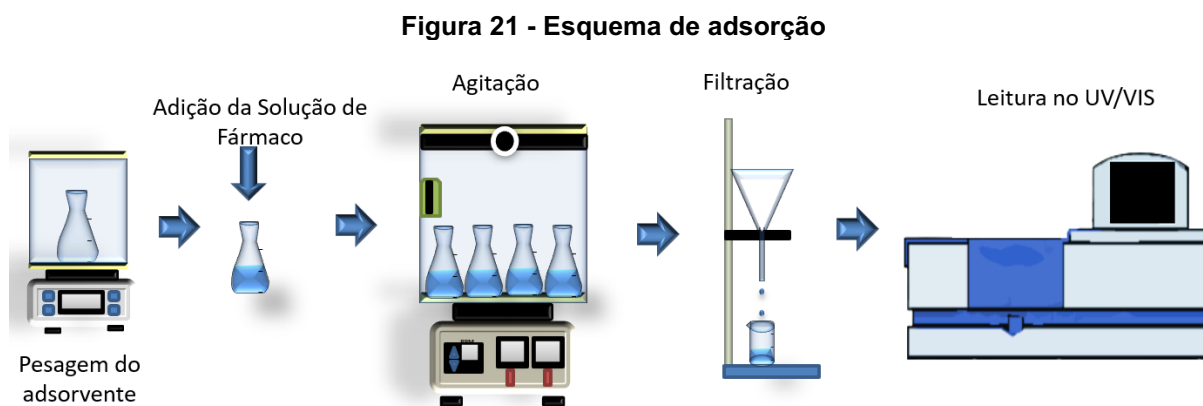 Figura 21 - Esquema de adsorção
Pesagem do
adsorvente
Adição da Solução de
Fármaco
Agitação
Filtração
Leitura no UV/VIS